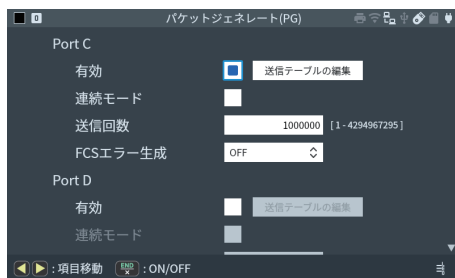 0 パケットジェネレート(PG)
Port C
有効 送信テーブルの編集
連続モード
送信回数 1000000 [1-4294967295]
FCSエラー生成 OFF
Port D
有効 送信テーブルの編集
連続モード
:項目移動 END × :ON/OFF